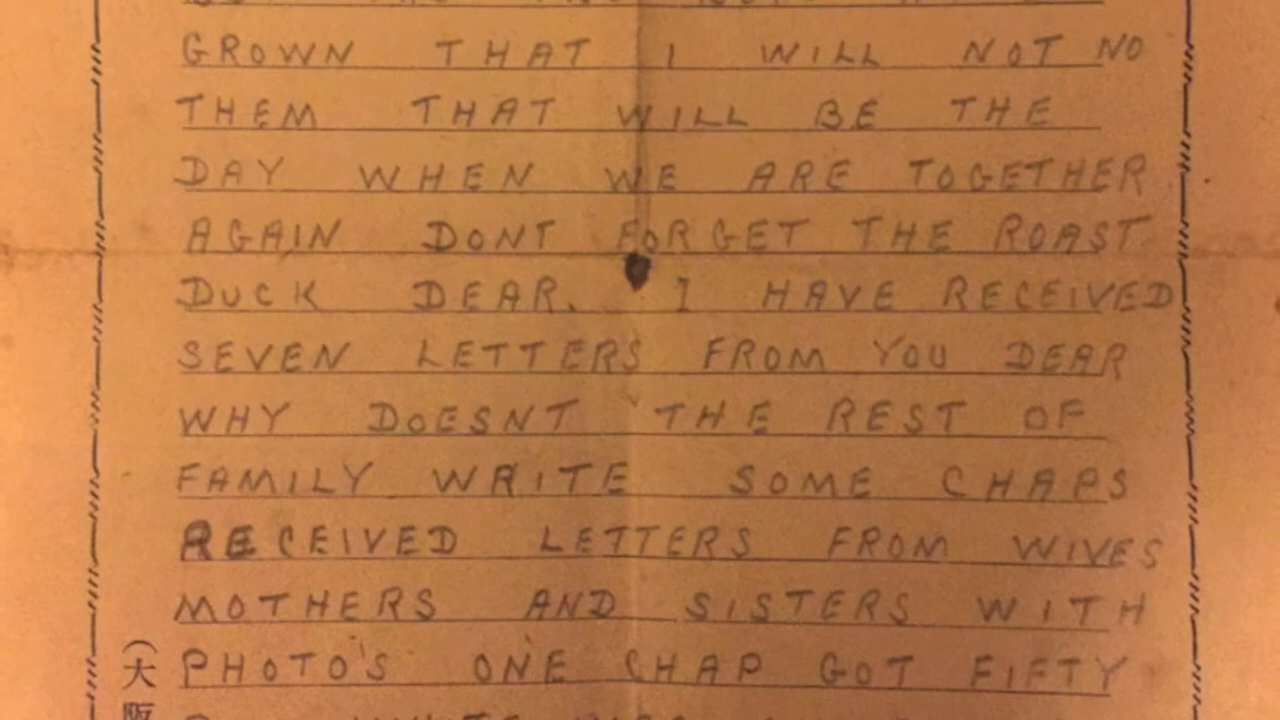 GROWN THAT I WILL NOT NO
THEM THAT WILL BE THE
DAY WHEN WE ARE TOGETHER
AGAIN DONT FORGET THE ROAST
DUCK DEAR. I HAVE RECEIVED
SEVEN LETTERS FROM YOU DEAR
WHY DOESNT THE REST OF
FAMILY WRITE SOME CHAPS
RECEIVED LETTERS FROM WIVES
MOTHERS AND SISTERS WITH
PHOTO'S ONE CHAP GOT FIFTY
(大阪